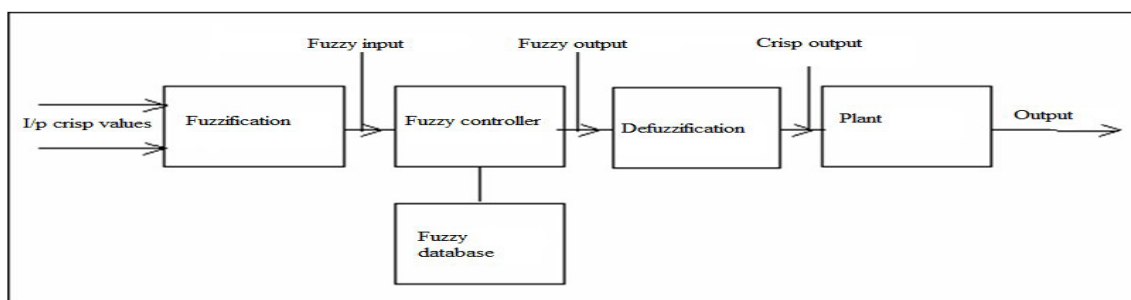 Fuzzy input
Fuzzy output
Crisp output
I/p crisp values
Fuzzification
Fuzzy controller
Defuzzification
Plant
Output
Fuzzy
database